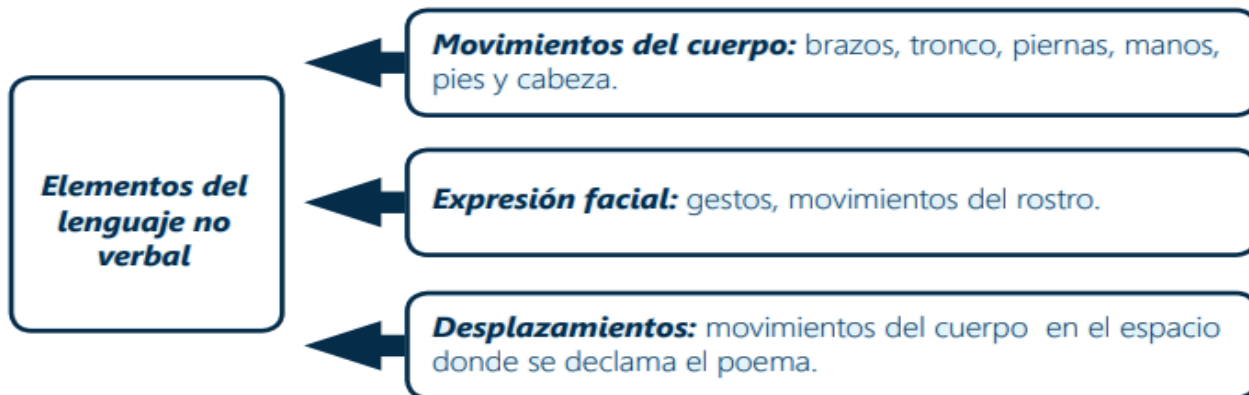 Elementos del
lenguaje no
verbal
Movimientos del cuerpo: brazos, tronco, piernas, manos,
pies y cabeza.
Expresión facial: gestos, movimientos del rostro.
Desplazamientos: movimientos del cuerpo en el espacio
donde se declama el poema.